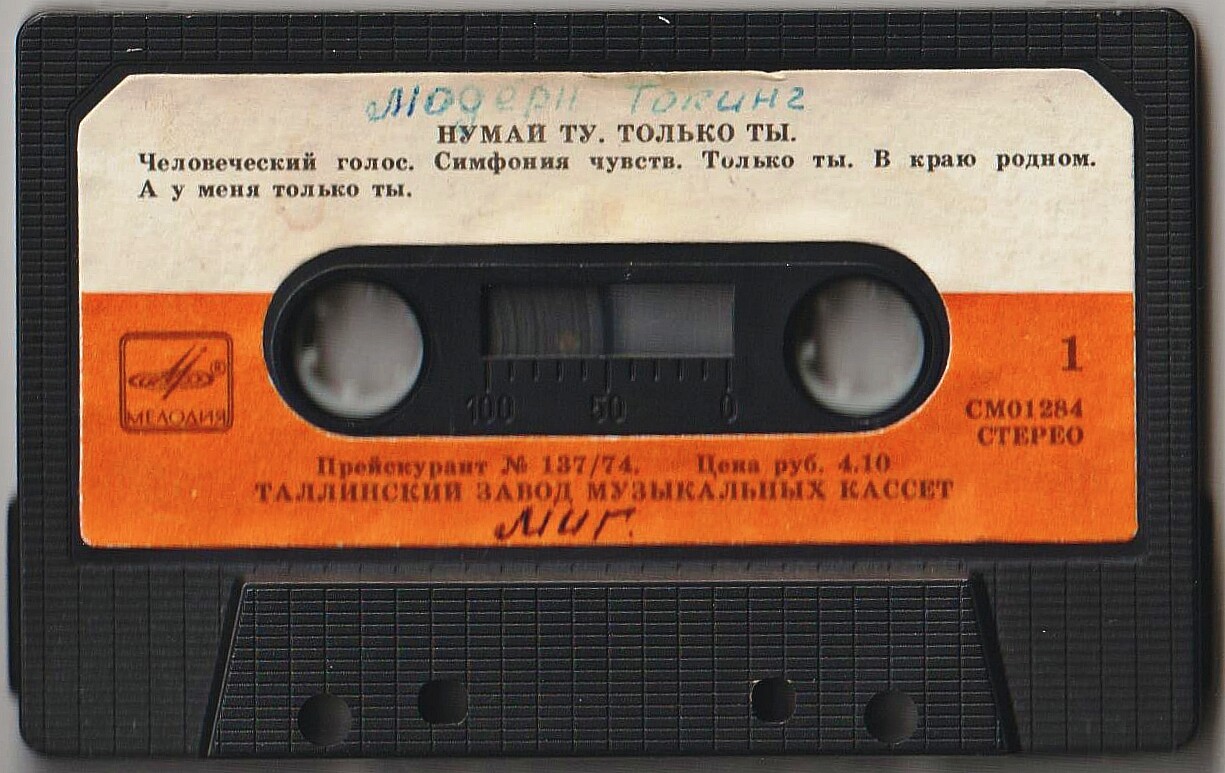 Модерн Токинг
НУМАЙ ТУ. ТОЛЬКО ТЫ.
Человеческий голос. Симфония чувств. Только ты. В краю родном.
А у меня только ты.
1
МЕЛОДИЯ ®
100 50 0
СМ01284
СТЕРЕО
Прейскурант № 137/74. Цена руб. 4.10
ТАЛЛИНСКИЙ ЗАВОД МУЗЫКАЛЬНЫХ КАССЕТ
Миг.